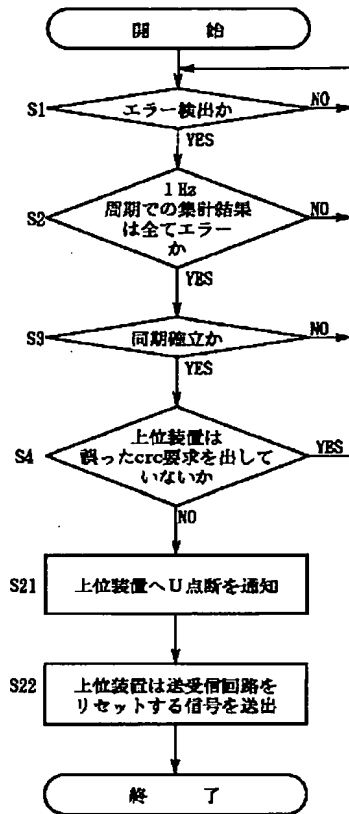 開 始
S1
エラー検出か
NO
YES
S2
1 Hz
周期での集計結果
は全てエラー
か
NO
YES
S3
同期確立か
NO
YES
S4
上位装置は
誤ったcrc要求を出して
いないか
YES
NO
S21
上位装置へU点断を通知
S22
上位装置は送受信回路を
リセットする信号を送出
終 了